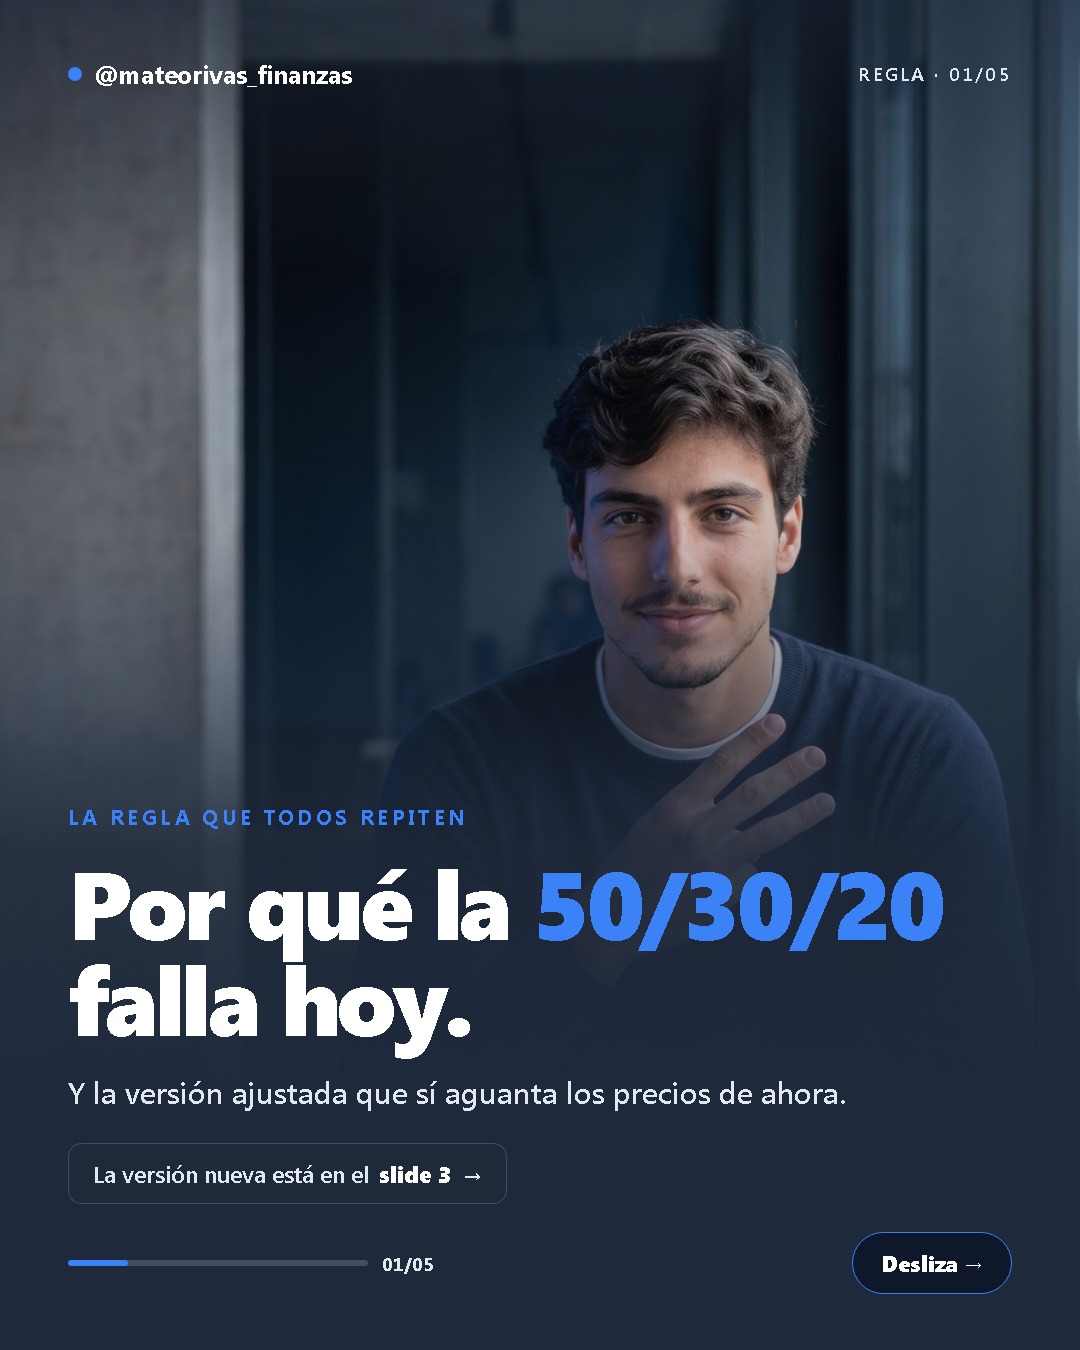 @mateorivas_finanzas
REGLA · 01/05
LA REGLA QUE TODOS REPITEN
Por qué la 50/30/20
falla hoy.
Y la versión ajustada que sí aguanta los precios de ahora.
La versión nueva está en el slide 3 →
01/05
Desliza →